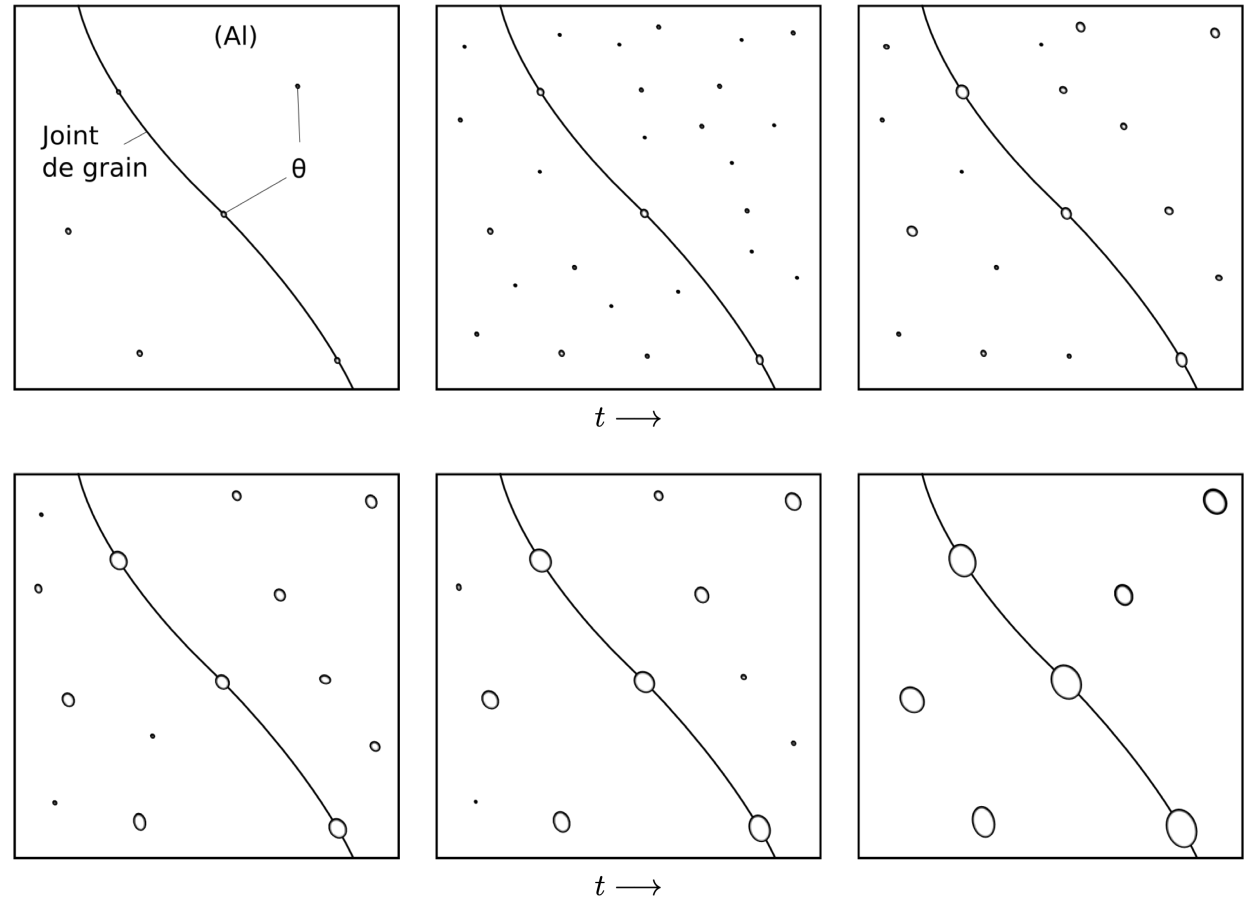 (Al)
Joint
de grain
θ
t ⟶
t ⟶